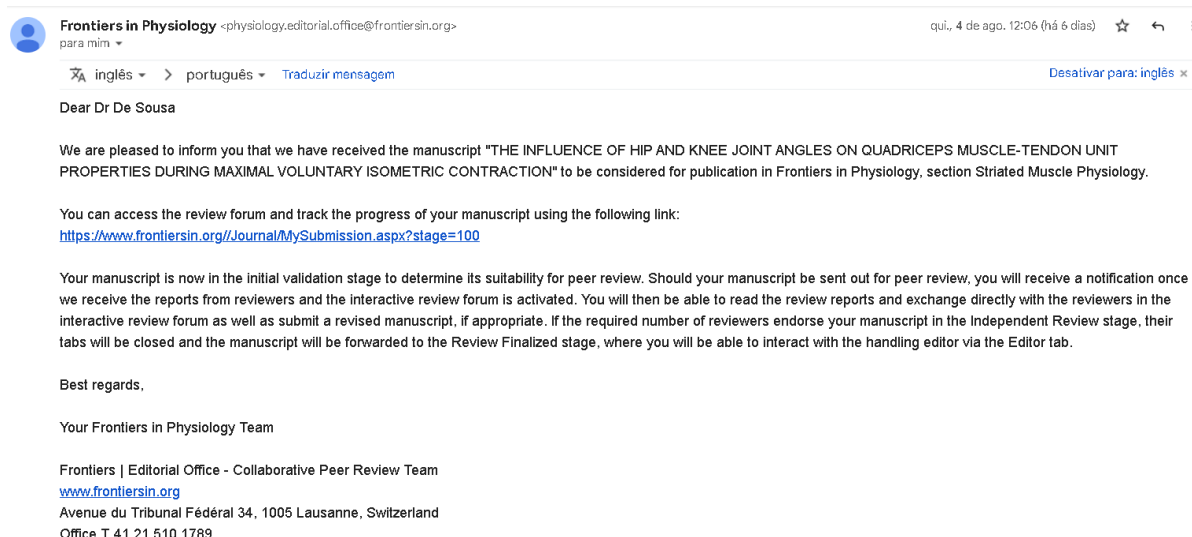 Frontiers in Physiology <physiology.editorial.office@frontiersin.org>
qui., 4 de ago. 12:06 (há 6 dias)
para mim
inglês
português
Traduzir mensagem
Desativar para: inglês
Dear Dr De Sousa
We are pleased to inform you that we have received the manuscript "THE INFLUENCE OF HIP AND KNEE JOINT ANGLES ON QUADRICEPS MUSCLE-TENDON UNIT
PROPERTIES DURING MAXIMAL VOLUNTARY ISOMETRIC CONTRACTION" to be considered for publication in Frontiers in Physiology, section Striated Muscle Physiology.
You can access the review forum and track the progress of your manuscript using the following link:
https://www.frontiersin.org//Journal/MySubmission.aspx?stage=100
Your manuscript is now in the initial validation stage to determine its suitability for peer review. Should your manuscript be sent out for peer review, you will receive a notification once
we receive the reports from reviewers and the interactive review forum is activated. You will then be able to read the review reports and exchange directly with the reviewers in the
interactive review forum as well as submit a revised manuscript, if appropriate. If the required number of reviewers endorse your manuscript in the Independent Review stage, their
tabs will be closed and the manuscript will be forwarded to the Review Finalized stage, where you will be able to interact with the handling editor via the Editor tab.
Best regards,
Your Frontiers in Physiology Team
Frontiers | Editorial Office - Collaborative Peer Review Team
www.frontiersin.org
Avenue du Tribunal Fédéral 34, 1005 Lausanne, Switzerland
Office T 41 21 510 1789